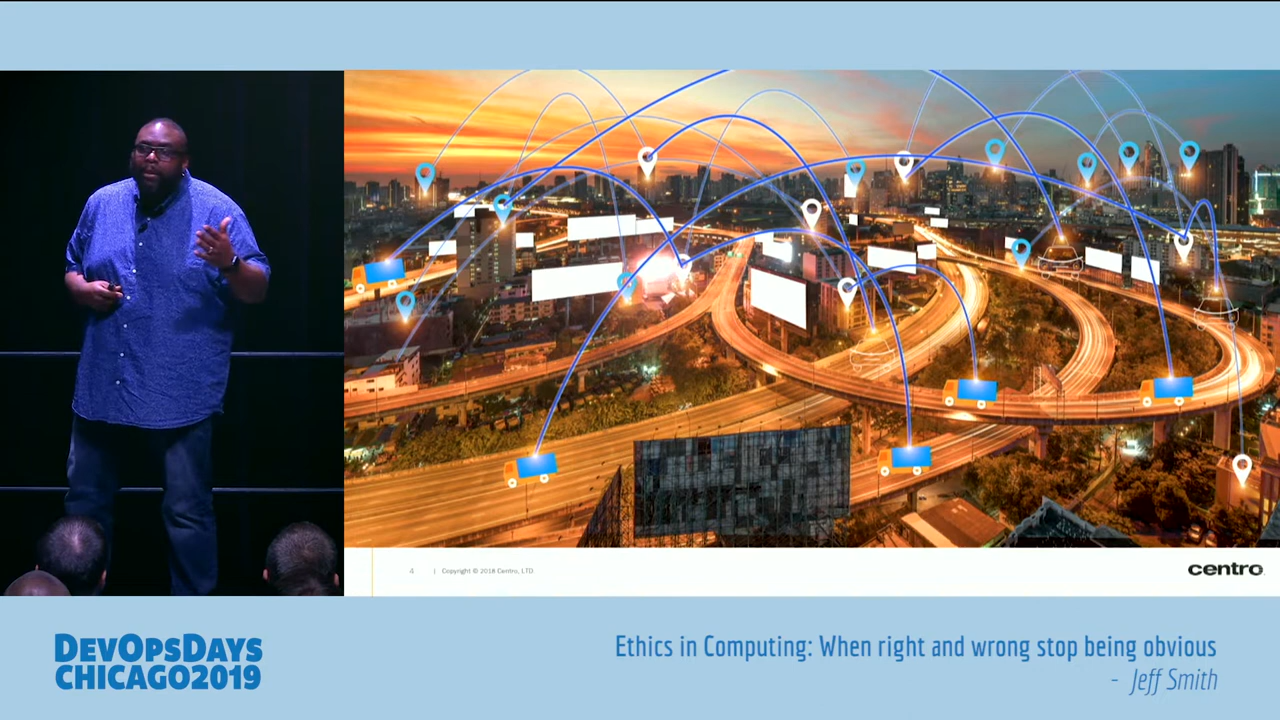 4 | Copyright © 2018 Centro, LTD.
centro
DEVOPSDAYS
CHICAGO2019
Ethics in Computing: When right and wrong stop being obvious
- Jeff Smith